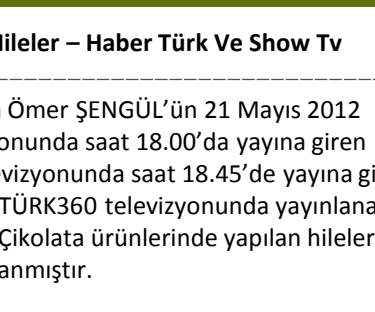 Hileler – Haber Türk Ve Show Tv
Ömer ŞENGÜL’ün 21 Mayıs 2012
onunda saat 18.00’da yayına giren
evizyonunda saat 18.45’de yayına gi
TÜRK360 televizyonunda yayınlana
Çikolata ürünlerinde yapılan hileler
anmıştır.